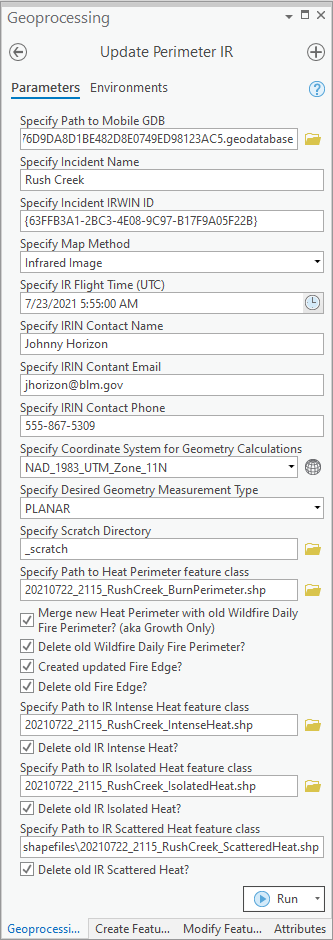 Geoprocessing
Update Perimeter IR
Parameters Environments
Specify Path to Mobile GDB
76D9DA8D1BE482D8E0749ED98123AC5.geodatabase
Specify Incident Name
Rush Creek
Specify Incident IRWIN ID
{63FFB3A1-2BC3-4E08-9C97-B17F9A05F22B}
Specify Map Method
Infrared Image
Specify IR Flight Time (UTC)
7/23/2021 5:55:00 AM
Specify IRIN Contact Name
Johnny Horizon
Specify IRIN Contant Email
jhorizon@blm.gov
Specify IRIN Contact Phone
555-867-5309
Specify Coordinate System for Geometry Calculations
NAD_1983_UTM_Zone_11N
Specify Desired Geometry Measurement Type
PLANAR
Specify Scratch Directory
_scratch
Specify Path to Heat Perimeter feature class
20210722_2115_RushCreek_BurnPerimeter.shp
Merge new Heat Perimeter with old Wildfire Daily
Fire Perimeter? (aka Growth Only)
Delete old Wildfire Daily Fire Perimeter?
Created updated Fire Edge?
Delete old Fire Edge?
Specify Path to IR Intense Heat feature class
20210722_2115_RushCreek_IntenseHeat.shp
Delete old IR Intense Heat?
Specify Path to IR Isolated Heat feature class
20210722_2115_RushCreek_IsolatedHeat.shp
Delete old IR Isolated Heat?
Specify Path to IR Scattered Heat feature class
shapefiles\20210722_2115_RushCreek_ScatteredHeat.shp
Delete old IR Scattered Heat?
Run
Geoprocessi... Create Featu... Modify Featu... Attributes